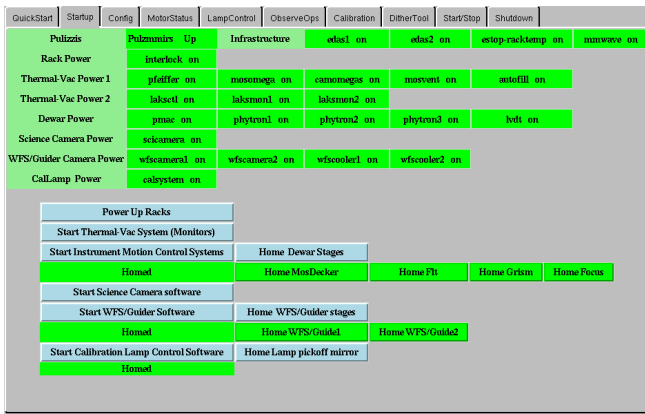 QuickStart Startup Config MotorStatus LampControl ObserveOps Calibration DitherTool Start/Stop Shutdown
Pulizzis Pulzmmirs Up Infrastructure edas1 on edas2 on estop-racktemp on mmwave on
Rack Power interlock on
Thermal-Vac Power 1 pfeiffer on mosomega on camomegas on mosvent on autofill on
Thermal-Vac Power 2 laksctl on laksmon1 on laksmon2 on
Dewar Power pmac on phytron1 on phytron2 on phytron3 on lvdt on
Science Camera Power scicamera on
WFS/Guider Camera Power wfscamera1 on wfscamera2 on wfscooler1 on wfscooler2 on
CalLamp Power calsystem on
Power Up Racks
Start Thermal-Vac System (Monitors)
Start Instrument Motion Control Systems Home Dewar Stages
Homed Home MosDecker Home Flt Home Grism Home Focus
Start Science Camera software
Start WFS/Guider Software Home WFS/Guider stages
Homed Home WFS/Guide1 Home WFS/Guide2
Start Calibration Lamp Control Software Home Lamp pickoff mirror
Homed